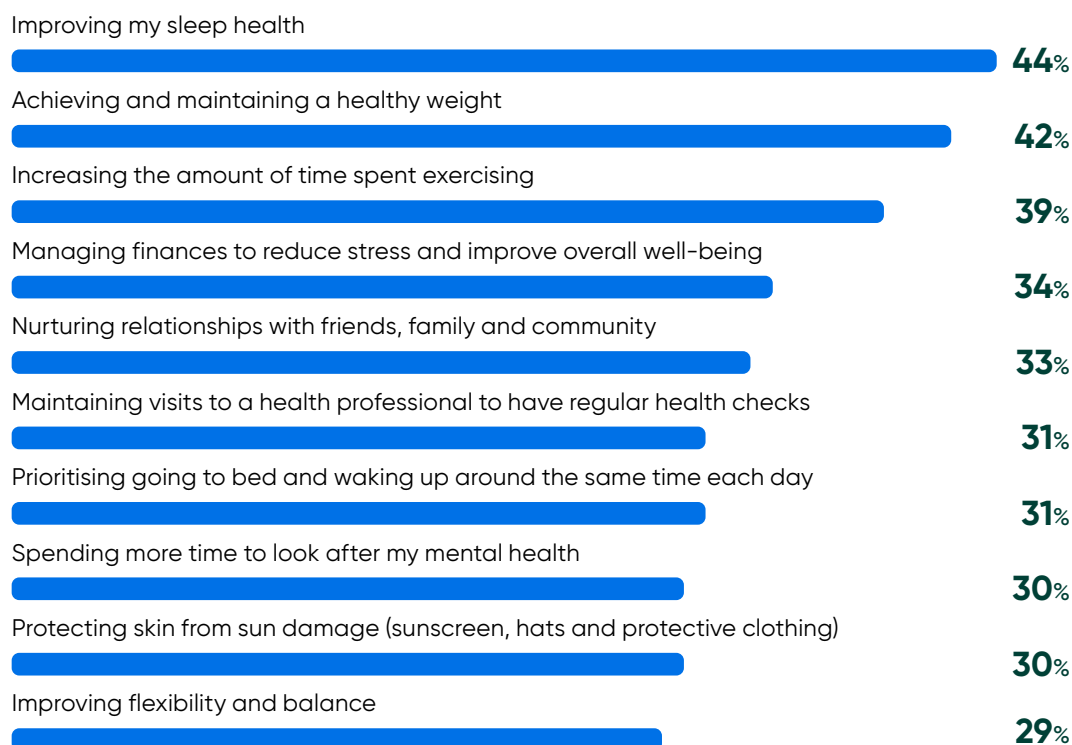 Improving my sleep health
44%
Achieving and maintaining a healthy weight
42%
Increasing the amount of time spent exercising
39%
Managing finances to reduce stress and improve overall well-being
34%
Nurturing relationships with friends, family and community
33%
Maintaining visits to a health professional to have regular health checks
31%
Prioritising going to bed and waking up around the same time each day
31%
Spending more time to look after my mental health
30%
Protecting skin from sun damage (sunscreen, hats and protective clothing)
30%
Improving flexibility and balance
29%